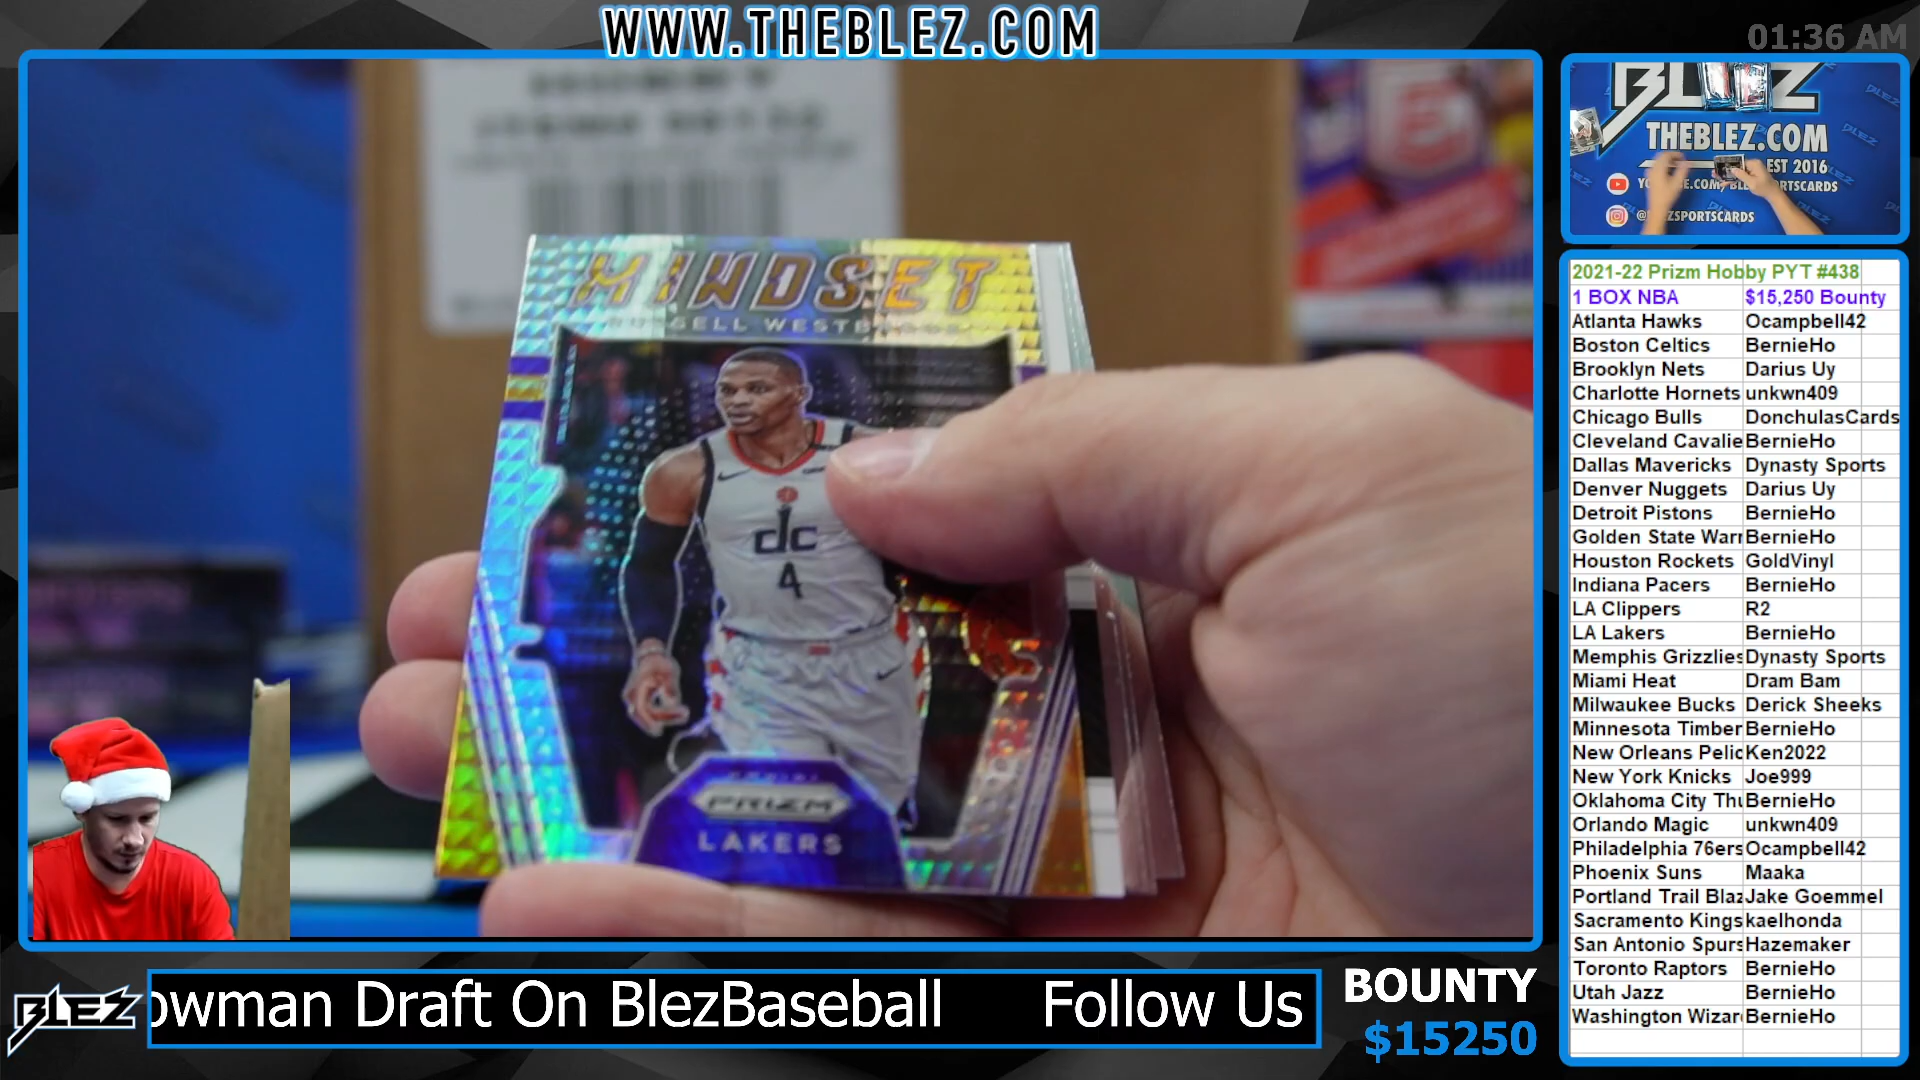 WWW.THEBLEZ.COM
01:36 AM
MINDSET
RUSSELL WESTBROOK
dc
4
PRIZM
LAKERS
BLEZ
THEBLEZ.COM
EST 2016
2021-22 Prizm Hobby PYT #438
1 BOX NBA $15,250 Bounty
Atlanta Hawks Ocampbell42
Boston Celtics BernieHo
Brooklyn Nets Darius Uy
Charlotte Hornets unkwn409
Chicago Bulls DonchulasCards
Cleveland Cavalie BernieHo
Dallas Mavericks Dynasty Sports
Denver Nuggets Darius Uy
Detroit Pistons BernieHo
Golden State Warr BernieHo
Houston Rockets GoldVinyl
Indiana Pacers BernieHo
LA Clippers R2
LA Lakers BernieHo
Memphis Grizzlies Dynasty Sports
Miami Heat Dram Bam
Milwaukee Bucks Derick Sheeks
Minnesota Timber BernieHo
New Orleans Pelic Ken2022
New York Knicks Joe999
Oklahoma City Thu BernieHo
Orlando Magic unkwn409
Philadelphia 76ers Ocampbell42
Phoenix Suns Maaka
Portland Trail Blaz Jake Goemmel
Sacramento Kings kaelhonda
San Antonio Spurs Hazemaker
Toronto Raptors BernieHo
Utah Jazz BernieHo
Washington Wizar BernieHo
BLEZ
owman Draft On BlezBaseball Follow Us
BOUNTY
$15250